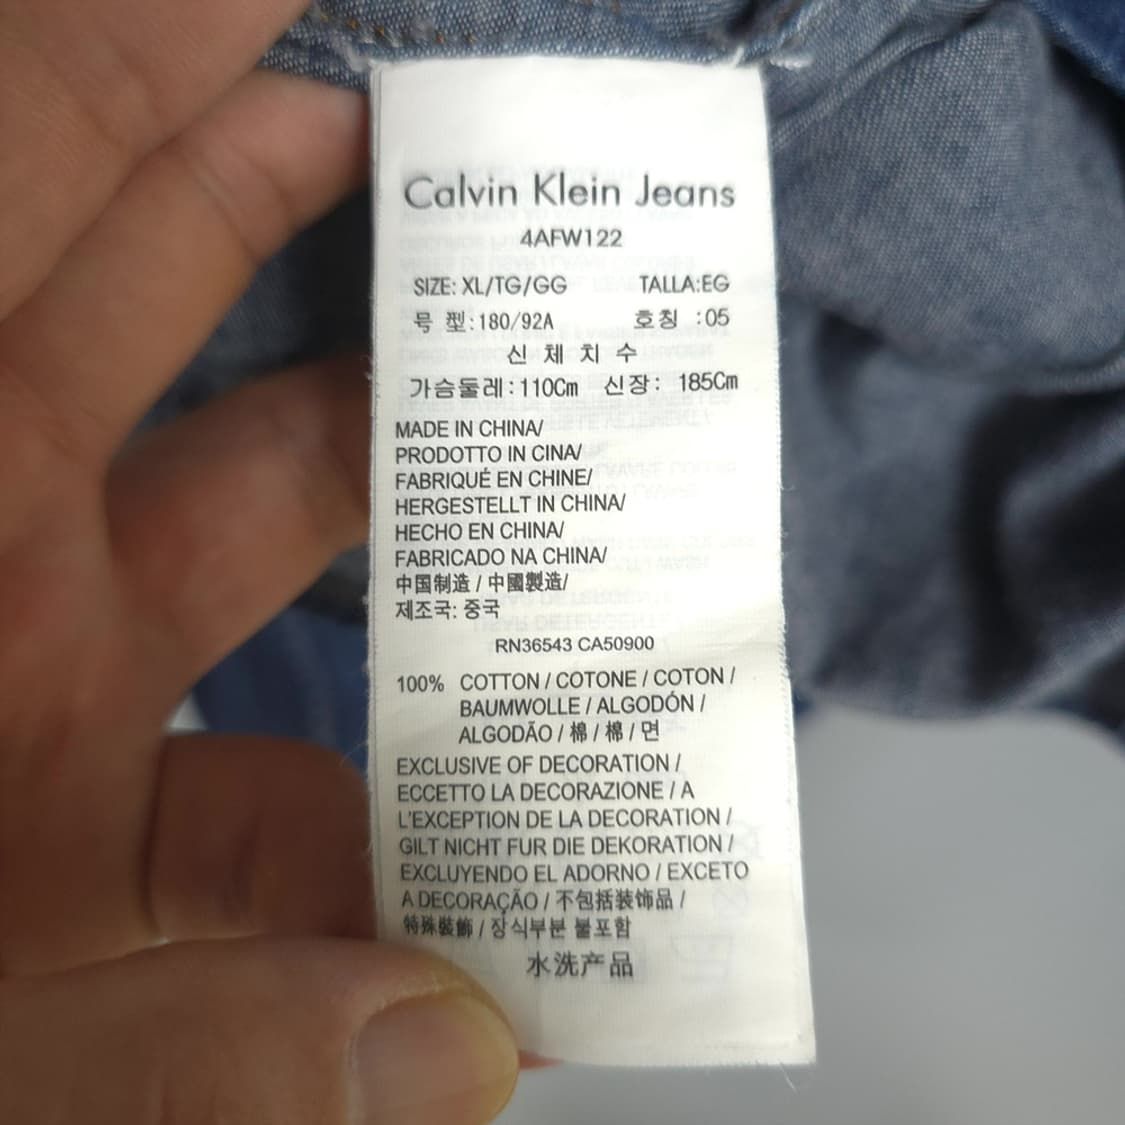 Calvin Klein Jeans
4AFW122
SIZE: XL/TG/GG TALLA:EG
号 型:180/92A 호칭 :05
신 체 치 수
가슴둘레:110Cm 신장: 185Cm
MADE IN CHINA/
PRODOTTO IN CINA/
FABRIQUÉ EN CHINE/
HERGESTELLT IN CHINA/
HECHO EN CHINA/
FABRICADO NA CHINA/
中国制造 / 中國製造/
제조국: 중국
RN36543 CA50900
100% COTTON / COTONE / COTON /
BAUMWOLLE / ALGODÓN /
ALGODÃO / 棉 / 棉 / 면
EXCLUSIVE OF DECORATION /
ECCETTO LA DECORAZIONE / A
L'EXCEPTION DE LA DECORATION /
GILT NICHT FUR DIE DEKORATION /
EXCLUYENDO EL ADORNO / EXCETO
A DECORAÇÃO / 不包括装饰品 /
特殊裝飾 / 장식부분 불포함
水洗产品